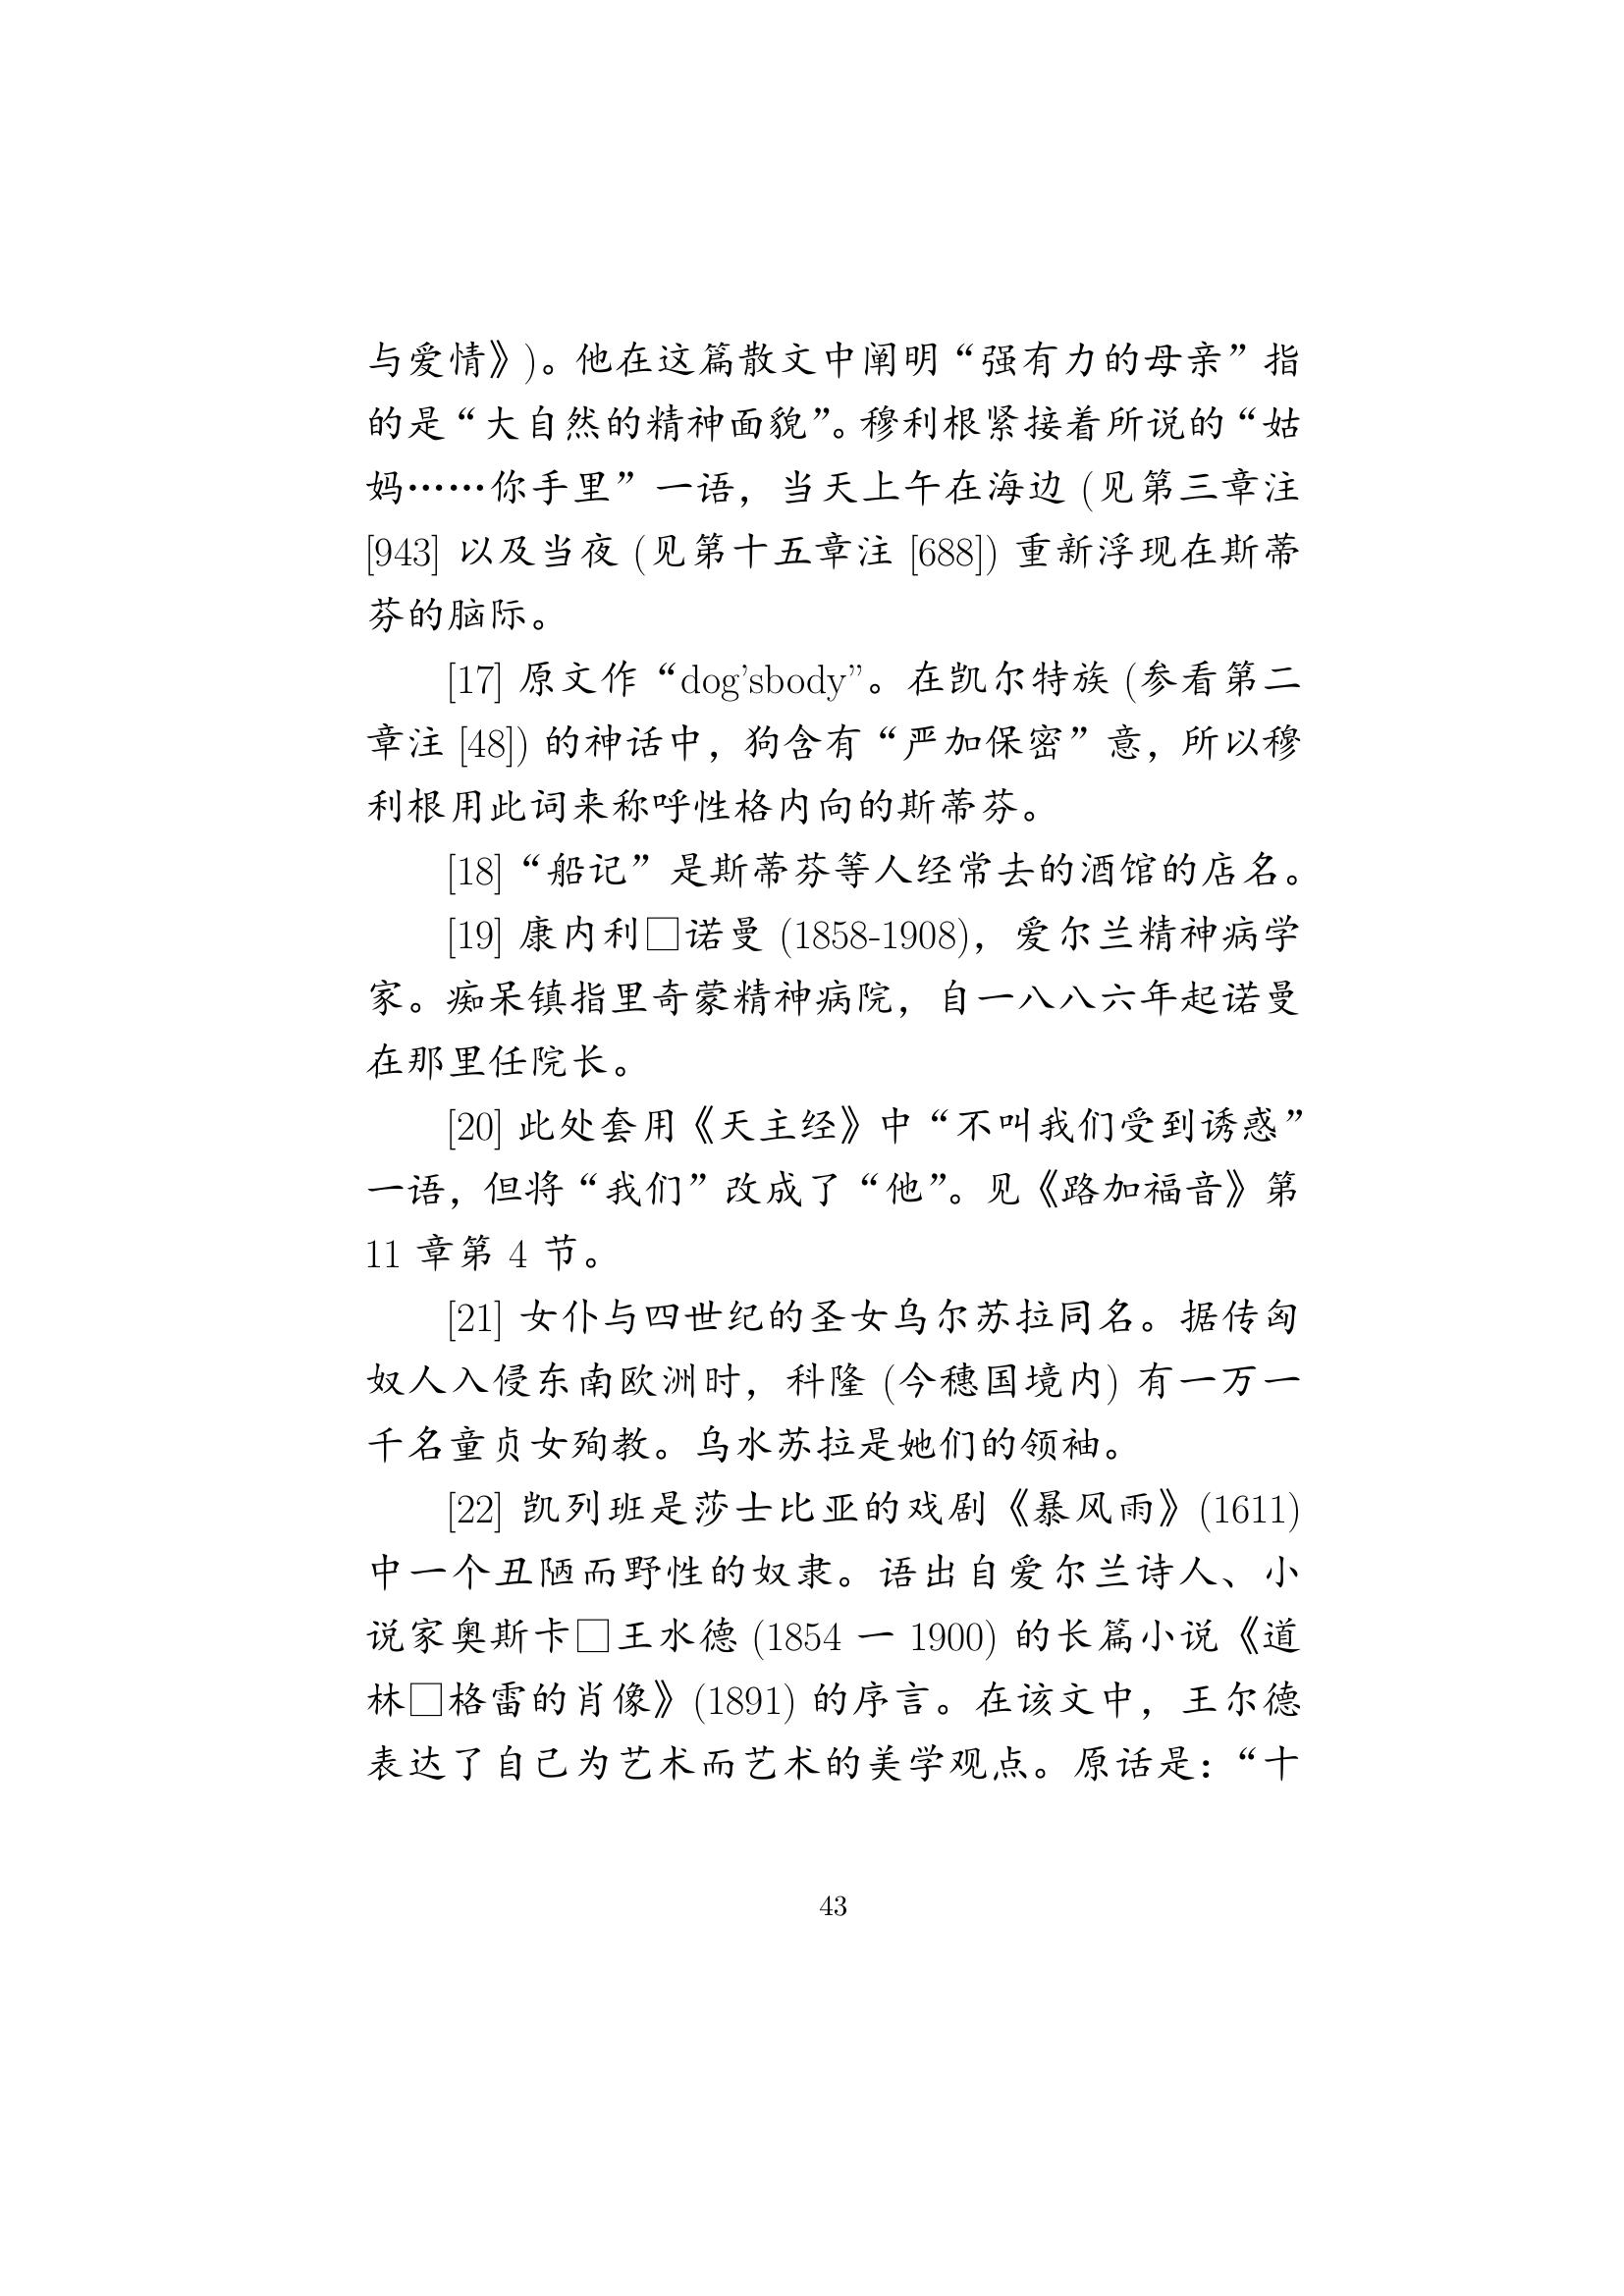 与爱情》)。他在这篇散文中阐明“强有力的母亲”指
的是“大自然的精神面貌”。穆利根紧接着所说的“姑
妈……你手里”一语，当天上午在海边 (见第三章注
[943] 以及当夜 (见第十五章注 [688]) 重新浮现在斯蒂
芬的脑际。
[17] 原文作“dog’sbody”。在凯尔特族 (参看第二
章注 [48]) 的神话中，狗含有“严加保密”意，所以穆
利根用此词来称呼性格内向的斯蒂芬。
[18]“船记”是斯蒂芬等人经常去的酒馆的店名。
[19] 康内利□诺曼 (1858-1908)，爱尔兰精神病学
家。痴呆镇指里奇蒙精神病院，自一八八六年起诺曼
在那里任院长。
[20] 此处套用《天主经》中“不叫我们受到诱惑”
一语，但将“我们”改成了“他”。见《路加福音》第
11 章第 4 节。
[21] 女仆与四世纪的圣女乌尔苏拉同名。据传匈
奴人入侵东南欧洲时，科隆 (今穗国境内) 有一万一
千名童贞女殉教。乌水苏拉是她们的领袖。
[22] 凯列班是莎士比亚的戏剧《暴风雨》(1611)
中一个丑陋而野性的奴隶。语出自爱尔兰诗人、小
说家奥斯卡□王水德 (1854 一 1900) 的长篇小说《道
林□格雷的肖像》(1891) 的序言。在该文中，王尔德
表达了自己为艺术而艺术的美学观点。原话是：“十
43